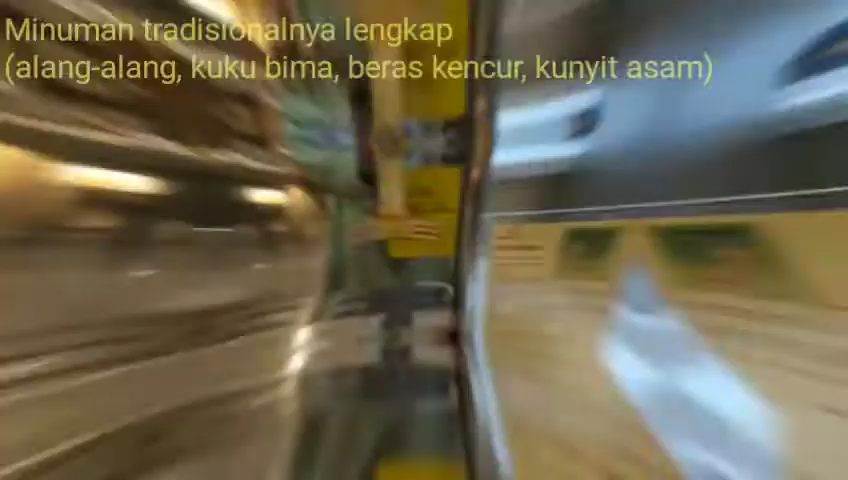 Minuman tradisionalnya lengkap
(alang-alang, kuku bima, beras kencur, kunyit asam)